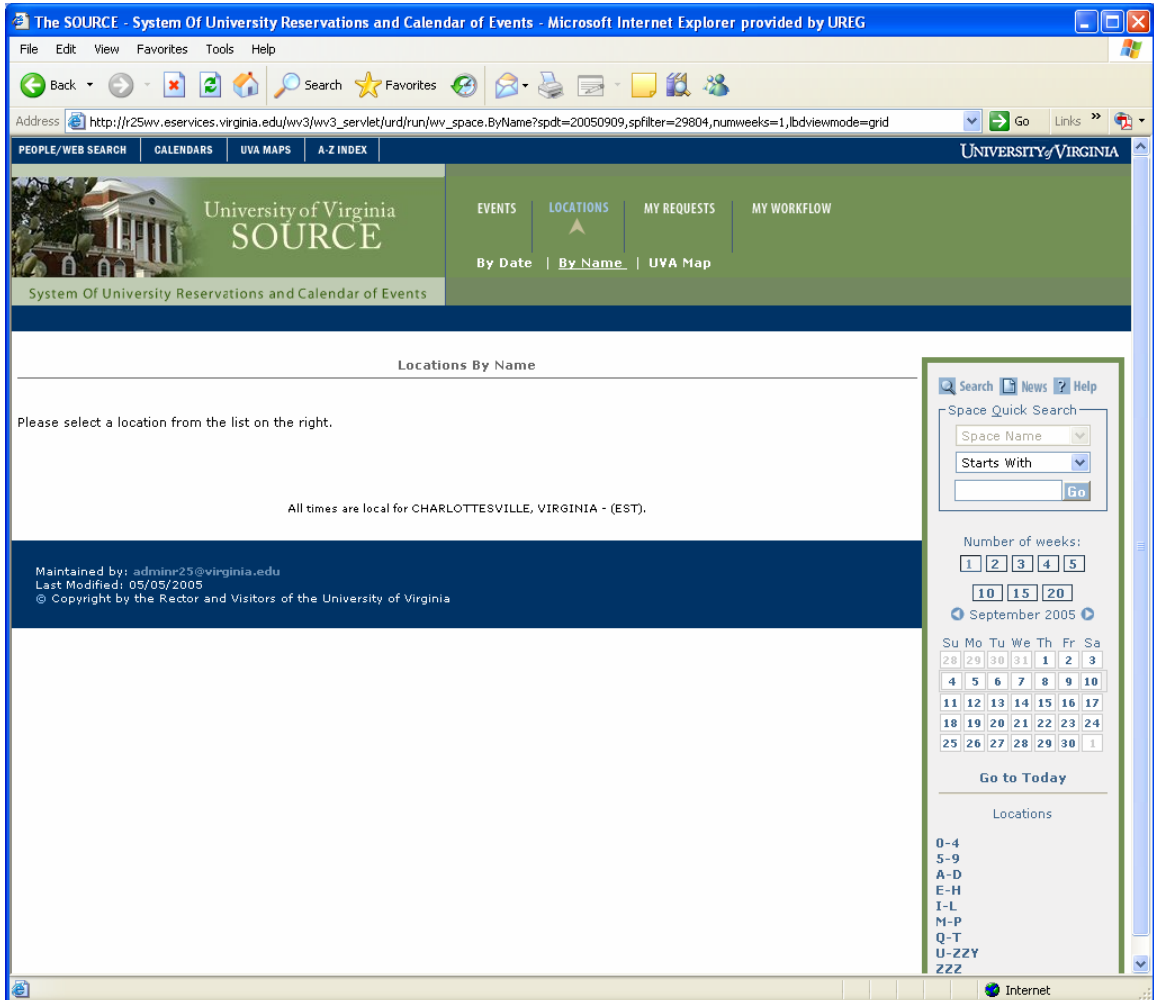 The SOURCE - System Of University Reservations and Calendar of Events - Microsoft Internet Explorer provided by UREG
File Edit View Favorites Tools Help
Back Search Favorites
Address http://r25wv.eservices.virginia.edu/wv3/wv3_servlet/urd/run/wv_space.ByName?spdt=20050909,spfilter=29804,numweeks=1,lbdviewmode=grid Go Links »
PEOPLE/WEB SEARCH CALENDARS UVA MAPS A-Z INDEX UNIVERSITY of VIRGINIA
University of Virginia
SOURCE
System Of University Reservations and Calendar of Events
EVENTS LOCATIONS MY REQUESTS MY WORKFLOW
By Date | By Name | UVA Map
Locations By Name
Please select a location from the list on the right.
All times are local for CHARLOTTESVILLE, VIRGINIA - (EST).
Maintained by: adminr25@virginia.edu
Last Modified: 05/05/2005
© Copyright by the Rector and Visitors of the University of Virginia
Search News ? Help
Space Quick Search
Space Name
Starts With
Go
Number of weeks:
1 2 3 4 5
10 15 20
September 2005
Su Mo Tu We Th Fr Sa
28 29 30 31 1 2 3
4 5 6 7 8 9 10
11 12 13 14 15 16 17
18 19 20 21 22 23 24
25 26 27 28 29 30 1
Go to Today
Locations
0-4
5-9
A-D
E-H
I-L
M-P
Q-T
U-ZZY
ZZZ
Internet